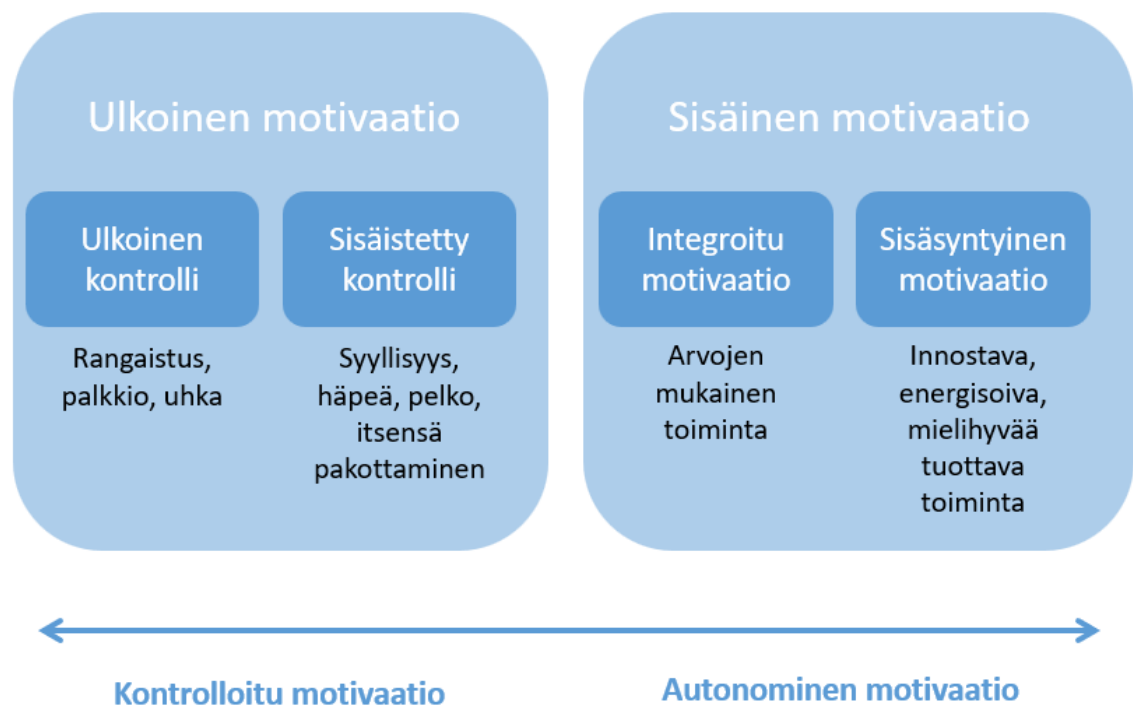 Ulkoinen motivaatio
Ulkoinen
kontrolli
Rangaistus,
palkkio, uhka
Sisäistetty
kontrolli
Syyllisyys,
häpeä, pelko,
itsensä
pakottaminen
Sisäinen motivaatio
Integroitu
motivaatio
Arvojen
mukainen
toiminta
Sisäsyntyinen
motivaatio
Innostava,
energisoiva,
mielihyvää
tuottava
toiminta
Kontrolloitu motivaatio
Autonominen motivaatio